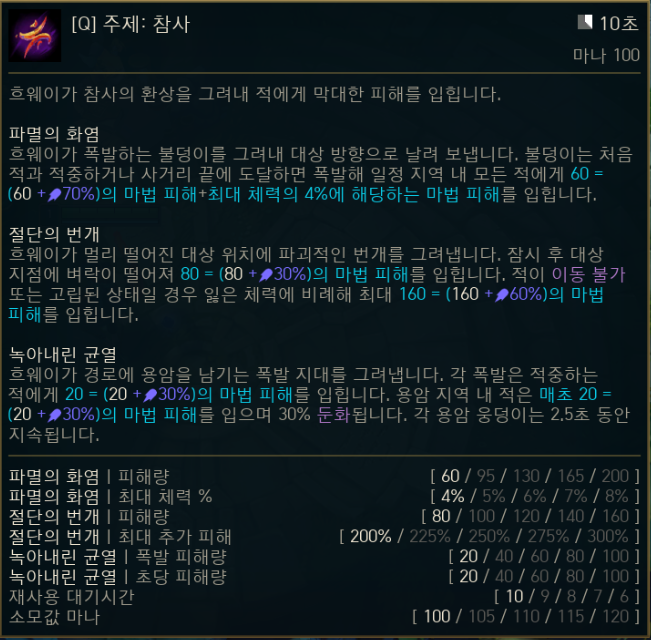 [Q] 주제: 참사
10초
마나 100
흐웨이가 참사의 환상을 그려내 적에게 막대한 피해를 입힙니다.
파멸의 화염
흐웨이가 폭발하는 불덩이를 그려내 대상 방향으로 날려 보냅니다. 불덩이는 처음
적과 적중하거나 사거리 끝에 도달하면 폭발해 일정 지역 내 모든 적에게 60 =
(60 +70%)의 마법 피해+최대 체력의 4%에 해당하는 마법 피해를 입힙니다.
절단의 번개
흐웨이가 멀리 떨어진 대상 위치에 파괴적인 번개를 그려냅니다. 잠시 후 대상
지점에 벼락이 떨어져 80 = (80 +30%)의 마법 피해를 입힙니다. 적이 이동 불가
또는 고립된 상태일 경우 잃은 체력에 비례해 최대 160 = (160 +60%)의 마법
피해를 입힙니다.
녹아내린 균열
흐웨이가 경로에 용암을 남기는 폭발 지대를 그려냅니다. 각 폭발은 적중하는
적에게 20 = (20 +30%)의 마법 피해를 입힙니다. 용암 지역 내 적은 매초 20 =
(20 +30%)의 마법 피해를 입으며 30% 둔화됩니다. 각 용암 웅덩이는 2.5초 동안
지속됩니다.
파멸의 화염 | 피해량 [ 60 / 95 / 130 / 165 / 200 ]
파멸의 화염 | 최대 체력 % [ 4% / 5% / 6% / 7% / 8% ]
절단의 번개 | 피해량 [ 80 / 100 / 120 / 140 / 160 ]
절단의 번개 | 최대 추가 피해 [ 200% / 225% / 250% / 275% / 300% ]
녹아내린 균열 | 폭발 피해량 [ 20 / 40 / 60 / 80 / 100 ]
녹아내린 균열 | 초당 피해량 [ 20 / 40 / 60 / 80 / 100 ]
재사용 대기시간 [ 10 / 9 / 8 / 7 / 6 ]
소모값 마나 [ 100 / 105 / 110 / 115 / 120 ]